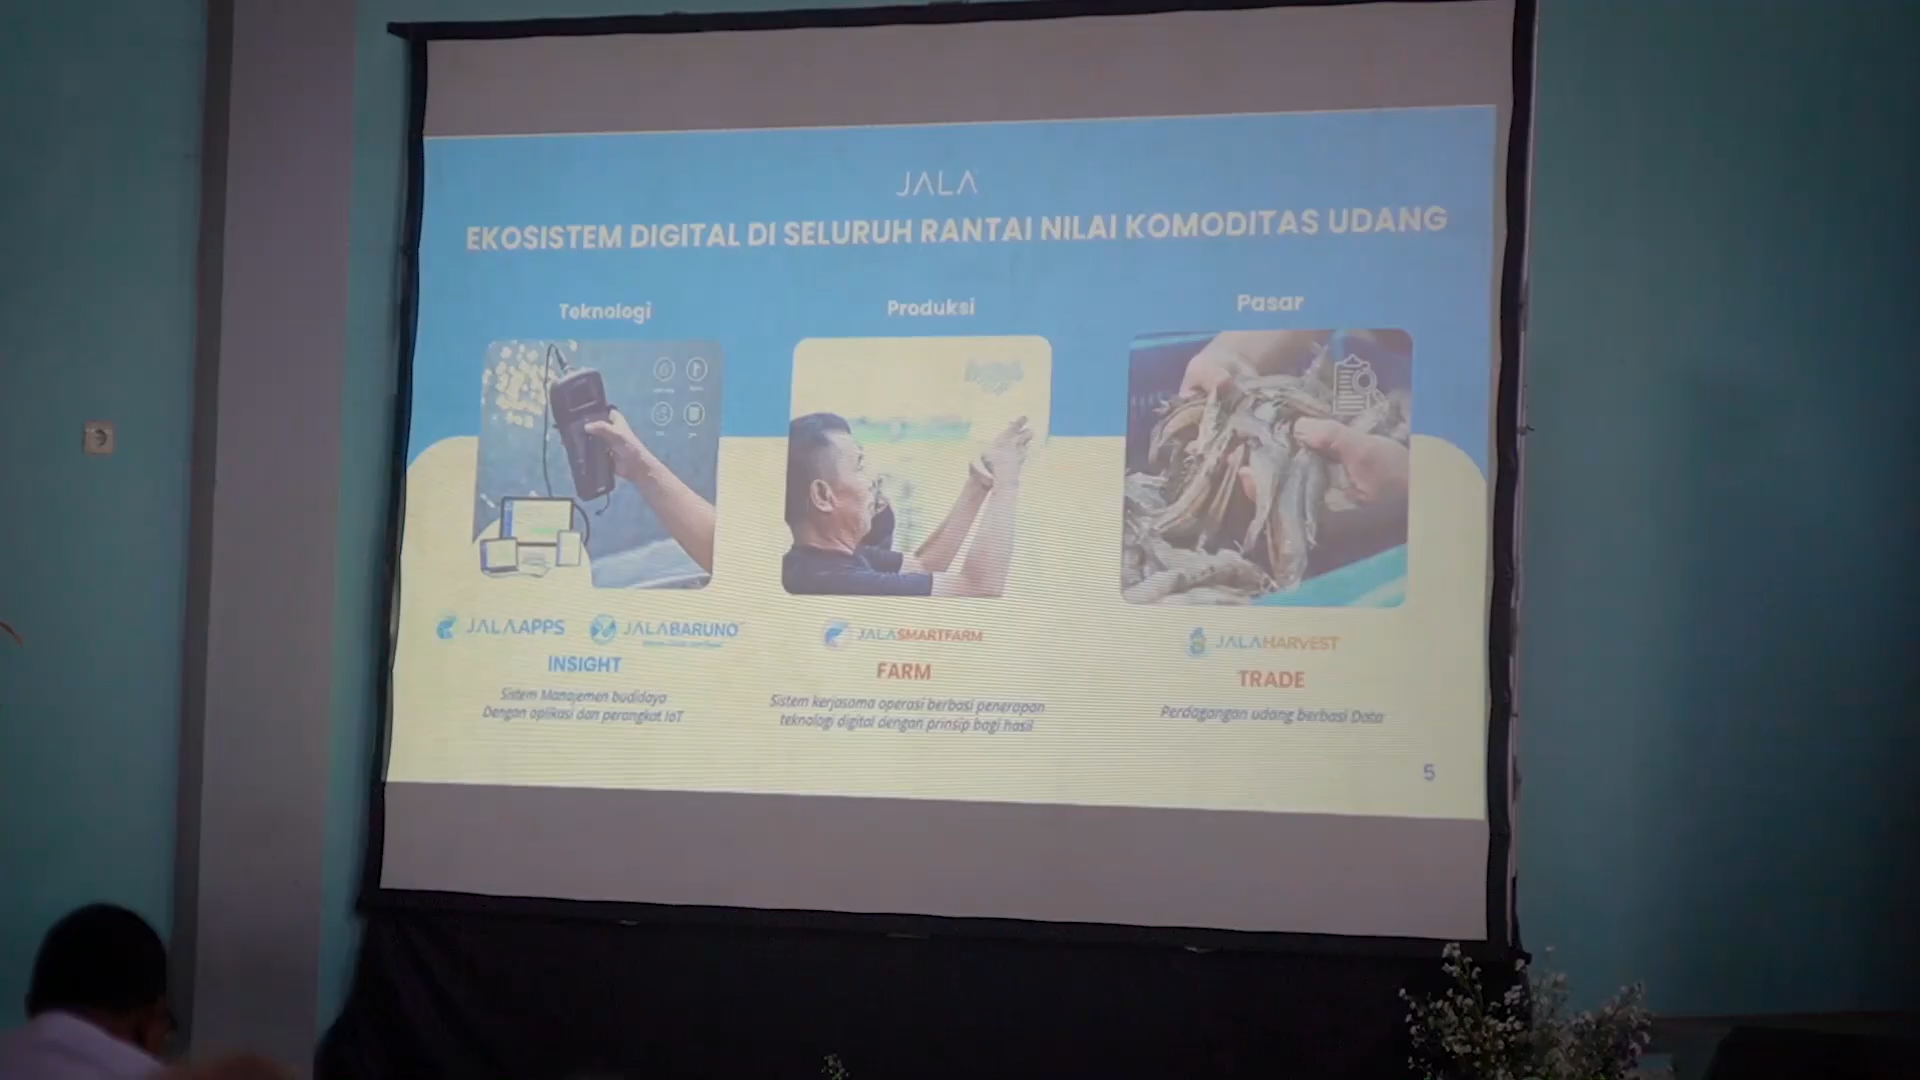 JALA
EKOSISTEM DIGITAL DI SELURUH RANTAI NILAI KOMODITAS UDANG
Teknologi
Produksi
Pasar
JALAAPPS
JALABARUNO
JALASMARTFARM
JALAHARVEST
INSIGHT
FARM
TRADE
Sistem Manajemen budidaya
Dengan aplikasi dan perangkat IoT
Sistem kerjasama operasi berbasi penerapan
teknologi digital dengan prinsip bagi hasil
Perdagangan udang berbasi Data
5